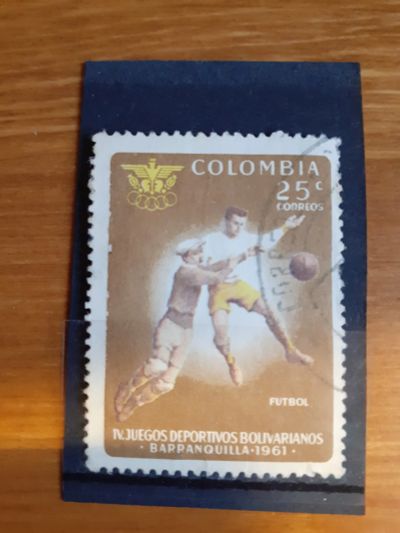 COLOMBIA
25c
CORREOS
FUTBOL
IV. JUEGOS DEPORTIVOS BOLIVARIANOS
· BARRANQUILLA · 1961 ·